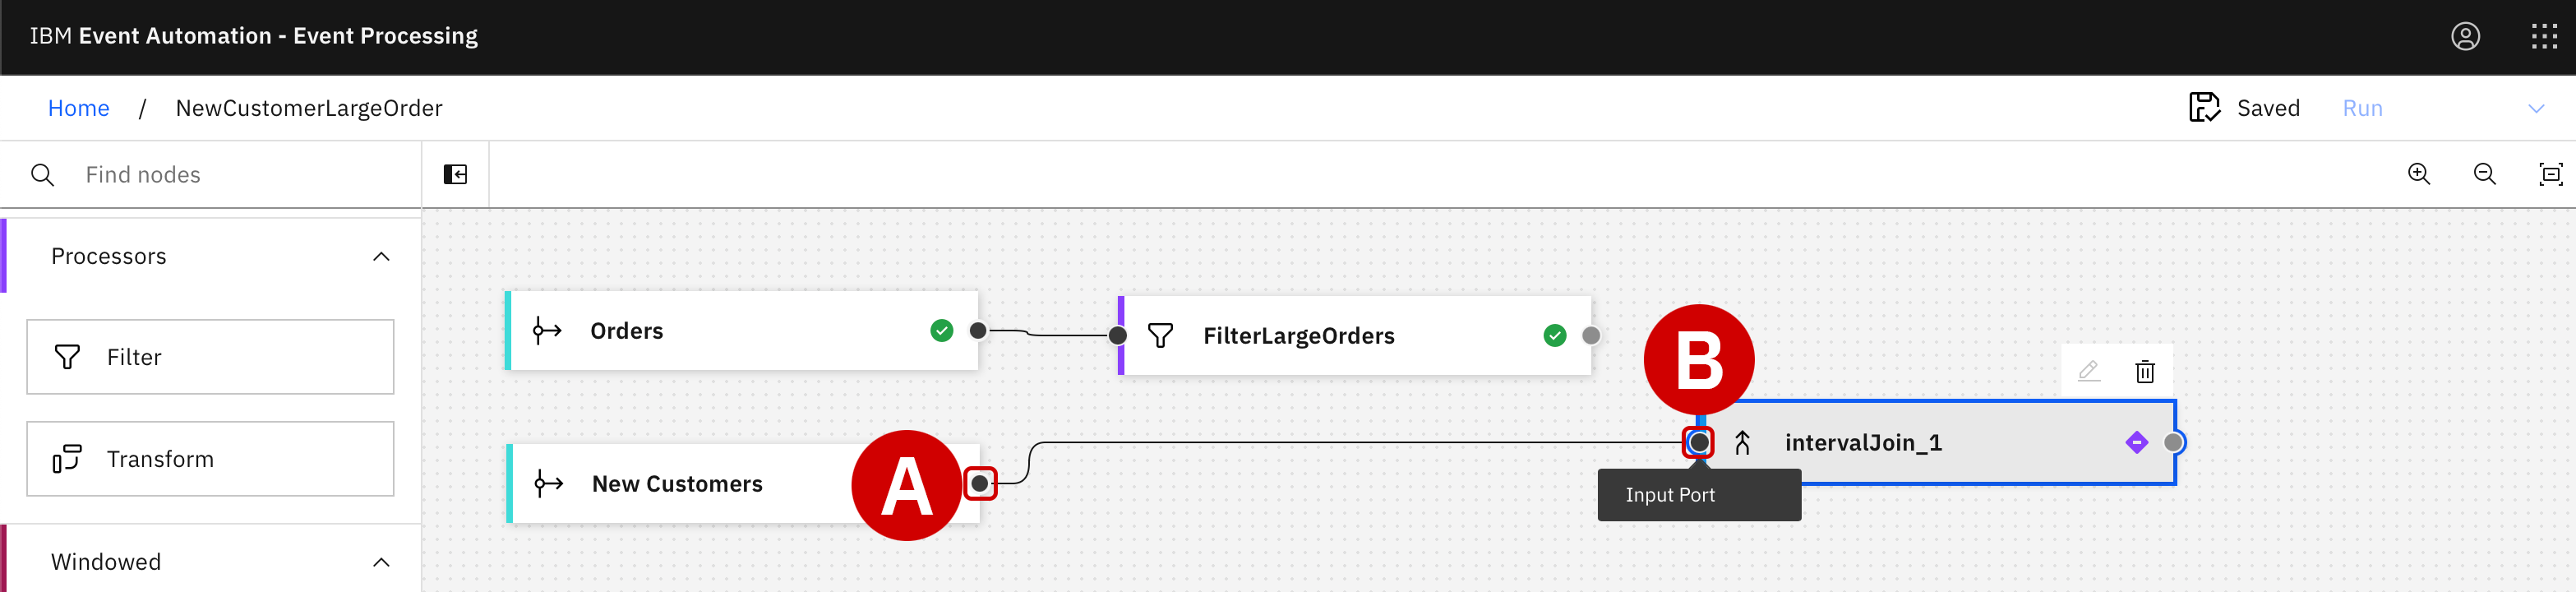 IBM Event Automation - Event Processing
Home / NewCustomerLargeOrder
Saved
Run
Find nodes
Processors
Filter
Transform
Windowed
Orders
FilterLargeOrders
New Customers
A
B
intervalJoin_1
Input Port